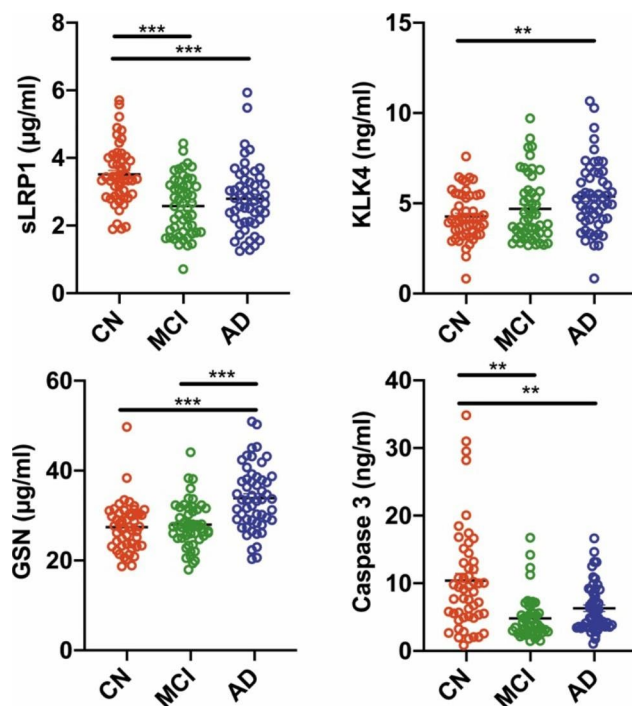 sLRP1 (µg/ml)
8
6
4
2
0
***
***
CN
MCI
AD
KLK4 (ng/ml)
15
10
5
0
**
CN
MCI
AD
GSN (µg/ml)
60
40
20
0
***
***
CN
MCI
AD
Caspase 3 (ng/ml)
40
30
20
10
0
**
**
CN
MCI
AD